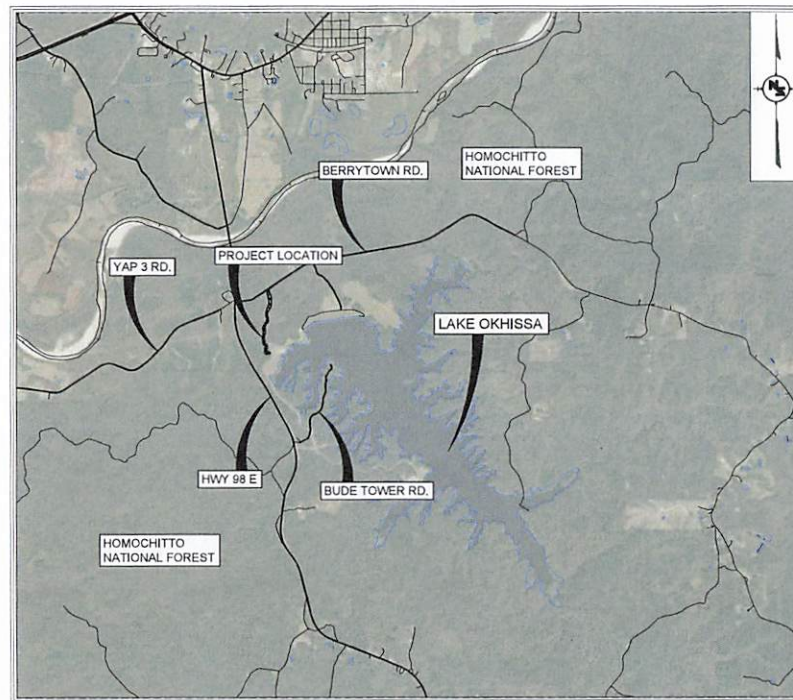 BERRYTOWN RD.
HOMOCHITTO
NATIONAL FOREST
N
PROJECT LOCATION
YAP 3 RD.
LAKE OKHISSA
HWY 98 E
BUDE TOWER RD.
HOMOCHITTO
NATIONAL FOREST